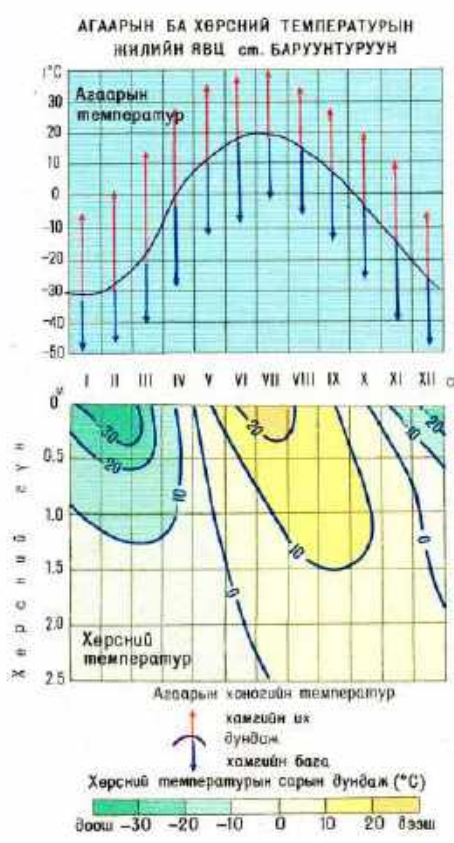 АГААРЫН БА ХӨРСНИЙ ТЕМПЕРАТУРЫН
ЖИЛИЙН ЯВЦ ст. БАРУУНТУРУУН
t°C
Агаарын
температур
30
20
10
0
-10
-20
-30
-40
-50
I II III IV V VI VII VIII IX X XI XII с
м
0
0.5
1.0
1.5
2.0
2.5
Хөрсний гүн
-30
-20
-10
0
20
10
0
-20
-10
Хөрсний
температур
Агаарын хоногийн температур
хамгийн их
дундаж
хамгийн бага
Хөрсний температурын сарын дундаж (°C)
доош -30 -20 -10 0 10 20 дээш